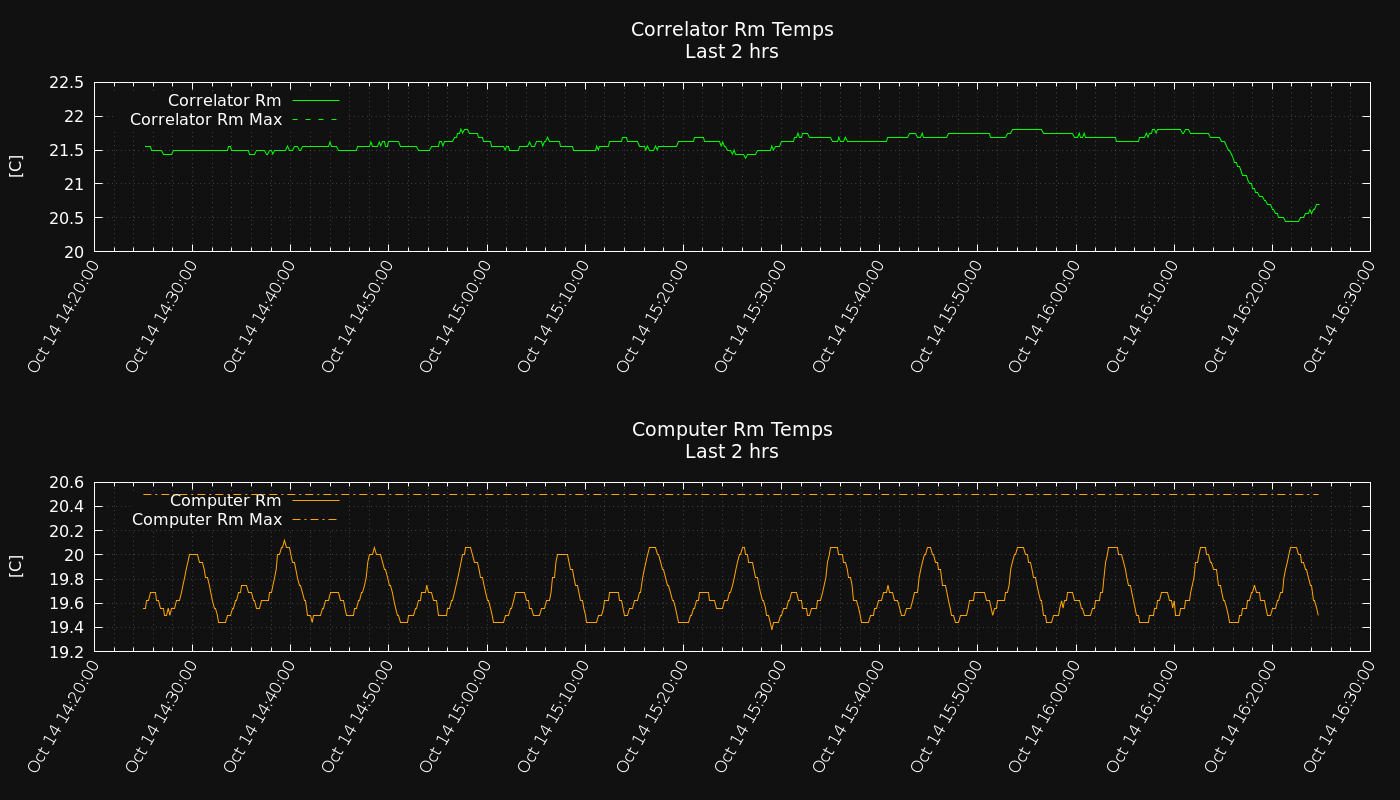 Correlator Rm Temps
Last 2 hrs
22.5
22
21.5
21
20.5
20
[C]
Correlator Rm
Correlator Rm Max
Oct 14 14:20:00
Oct 14 14:30:00
Oct 14 14:40:00
Oct 14 14:50:00
Oct 14 15:00:00
Oct 14 15:10:00
Oct 14 15:20:00
Oct 14 15:30:00
Oct 14 15:40:00
Oct 14 15:50:00
Oct 14 16:00:00
Oct 14 16:10:00
Oct 14 16:20:00
Oct 14 16:30:00
Computer Rm Temps
Last 2 hrs
20.6
20.4
20.2
20
19.8
19.6
19.4
19.2
[C]
Computer Rm
Computer Rm Max
Oct 14 14:20:00
Oct 14 14:30:00
Oct 14 14:40:00
Oct 14 14:50:00
Oct 14 15:00:00
Oct 14 15:10:00
Oct 14 15:20:00
Oct 14 15:30:00
Oct 14 15:40:00
Oct 14 15:50:00
Oct 14 16:00:00
Oct 14 16:10:00
Oct 14 16:20:00
Oct 14 16:30:00